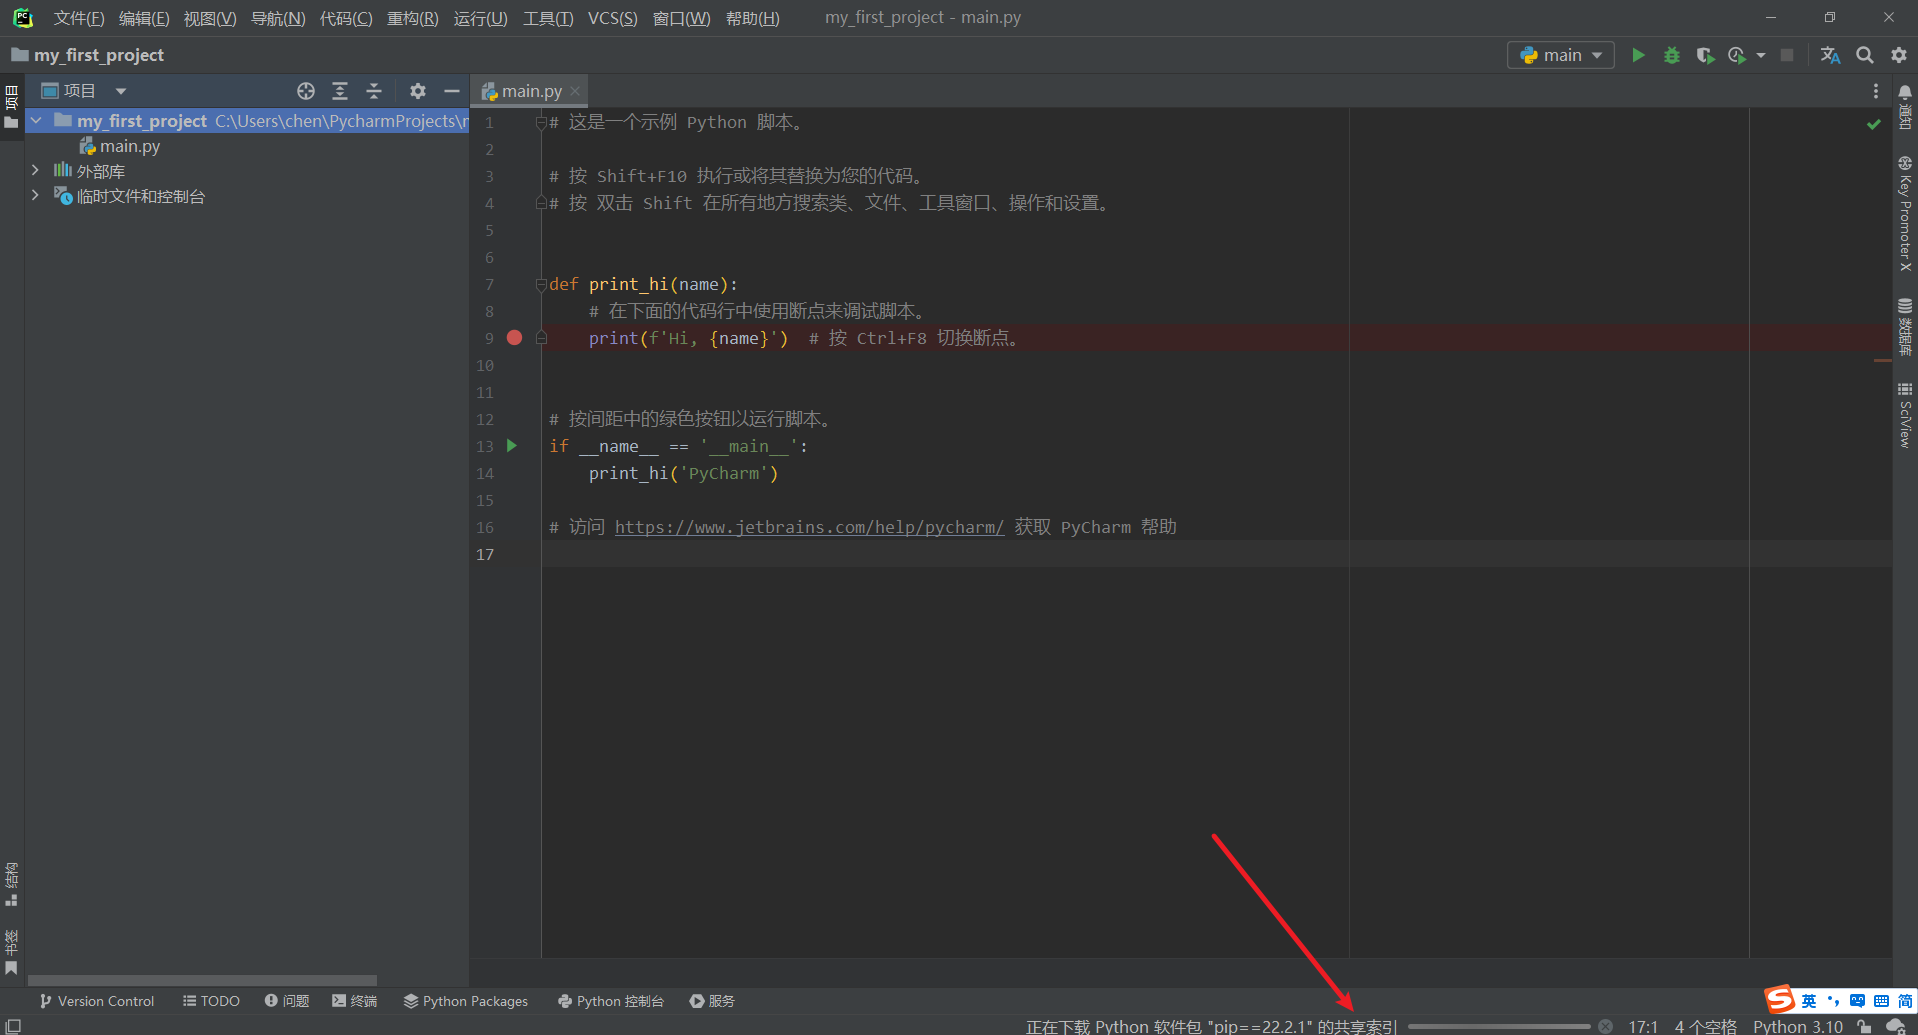 文件(F) 编辑(E) 视图(V) 导航(N) 代码(C) 重构(R) 运行(U) 工具(T) VCS(S) 窗口(W) 帮助(H) my_first_project - main.py
my_first_project
main
项目
项目
main.py
my_first_project C:\Users\chen\PycharmProjects\
main.py
外部库
临时文件和控制台
1 # 这是一个示例 Python 脚本。
2
3 # 按 Shift+F10 执行或将其替换为您的代码。
4 # 按 双击 Shift 在所有地方搜索类、文件、工具窗口、操作和设置。
5
6
7 def print_hi(name):
8 # 在下面的代码行中使用断点来调试脚本。
9 print(f'Hi, {name}') # 按 Ctrl+F8 切换断点。
10
11
12 # 按间距中的绿色按钮以运行脚本。
13 if __name__ == '__main__':
14 print_hi('PyCharm')
15
16 # 访问 https://www.jetbrains.com/help/pycharm/ 获取 PyCharm 帮助
17
通知
Key Promoter X
数据库
SciView
结构
书签
Version Control TODO 问题 终端 Python Packages Python 控制台 服务
英 简
正在下载 Python 软件包 "pip==22.2.1" 的共享索引 17:1 4 个空格 Python 3.10